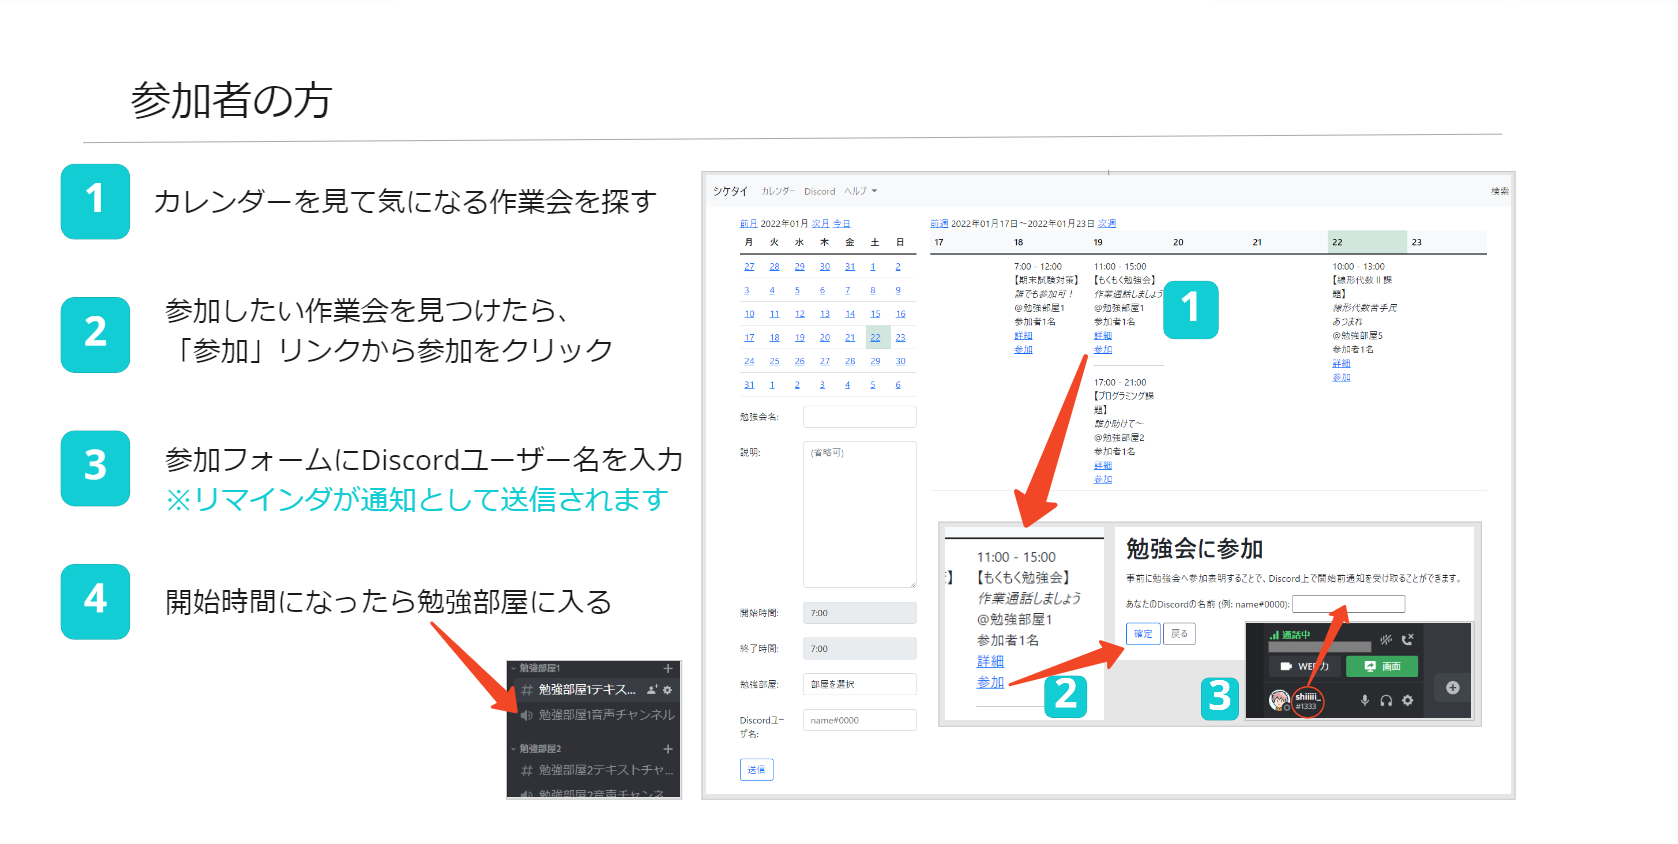 参加者の方
1
カレンダーを見て気になる作業会を探す
2
参加したい作業会を見つけたら、
「参加」リンクから参加をクリック
3
参加フォームにDiscordユーザー名を入力
※リマインダが通知として送信されます
4
開始時間になったら勉強部屋に入る
勉強部屋1
勉強部屋1テキス...
勉強部屋1音声チャンネル
勉強部屋2
勉強部屋2テキストチャ...
勉強部屋2音声チャンネ
シケタイ カレンダー Discord ヘルプ 検索
前月 2022年01月 次月 今日
月 火 水 木 金 土 日
27 28 29 30 31 1 2
3 4 5 6 7 8 9
10 11 12 13 14 15 16
17 18 19 20 21 22 23
24 25 26 27 28 29 30
31 1 2 3 4 5 6
勉強会名:
説明: (省略可)
開始時間: 7:00
終了時間: 7:00
勉強部屋: 部屋を選択
Discordユー
ザ名:
name#0000
送信
前週 2022年01月17日～2022年01月23日 次週
17 18 19 20 21 22 23
7:00 - 12:00
【期末試験対策】
誰でも参加可！
@勉強部屋1
参加者1名
詳細
参加
11:00 - 15:00
【もくもく勉強会】
作業通話しましょう
@勉強部屋1
参加者1名
詳細
参加
17:00 - 21:00
【プログラミング課
題】
誰か助けて～
@勉強部屋2
参加者1名
詳細
参加
10:00 - 13:00
【線形代数Ⅱ課
題】
線形代数苦手民
あつまれ
@勉強部屋5
参加者1名
詳細
参加
1
】
11:00 - 15:00
【もくもく勉強会】
作業通話しましょう
@勉強部屋1
参加者1名
詳細
参加
2
勉強会に参加
事前に勉強会へ参加表明することで、Discord上で開始前通知を受け取ることができます。
あなたのDiscordの名前 (例: name#0000):
確定 戻る
3
通話中
画面
shiiiii_
#1333